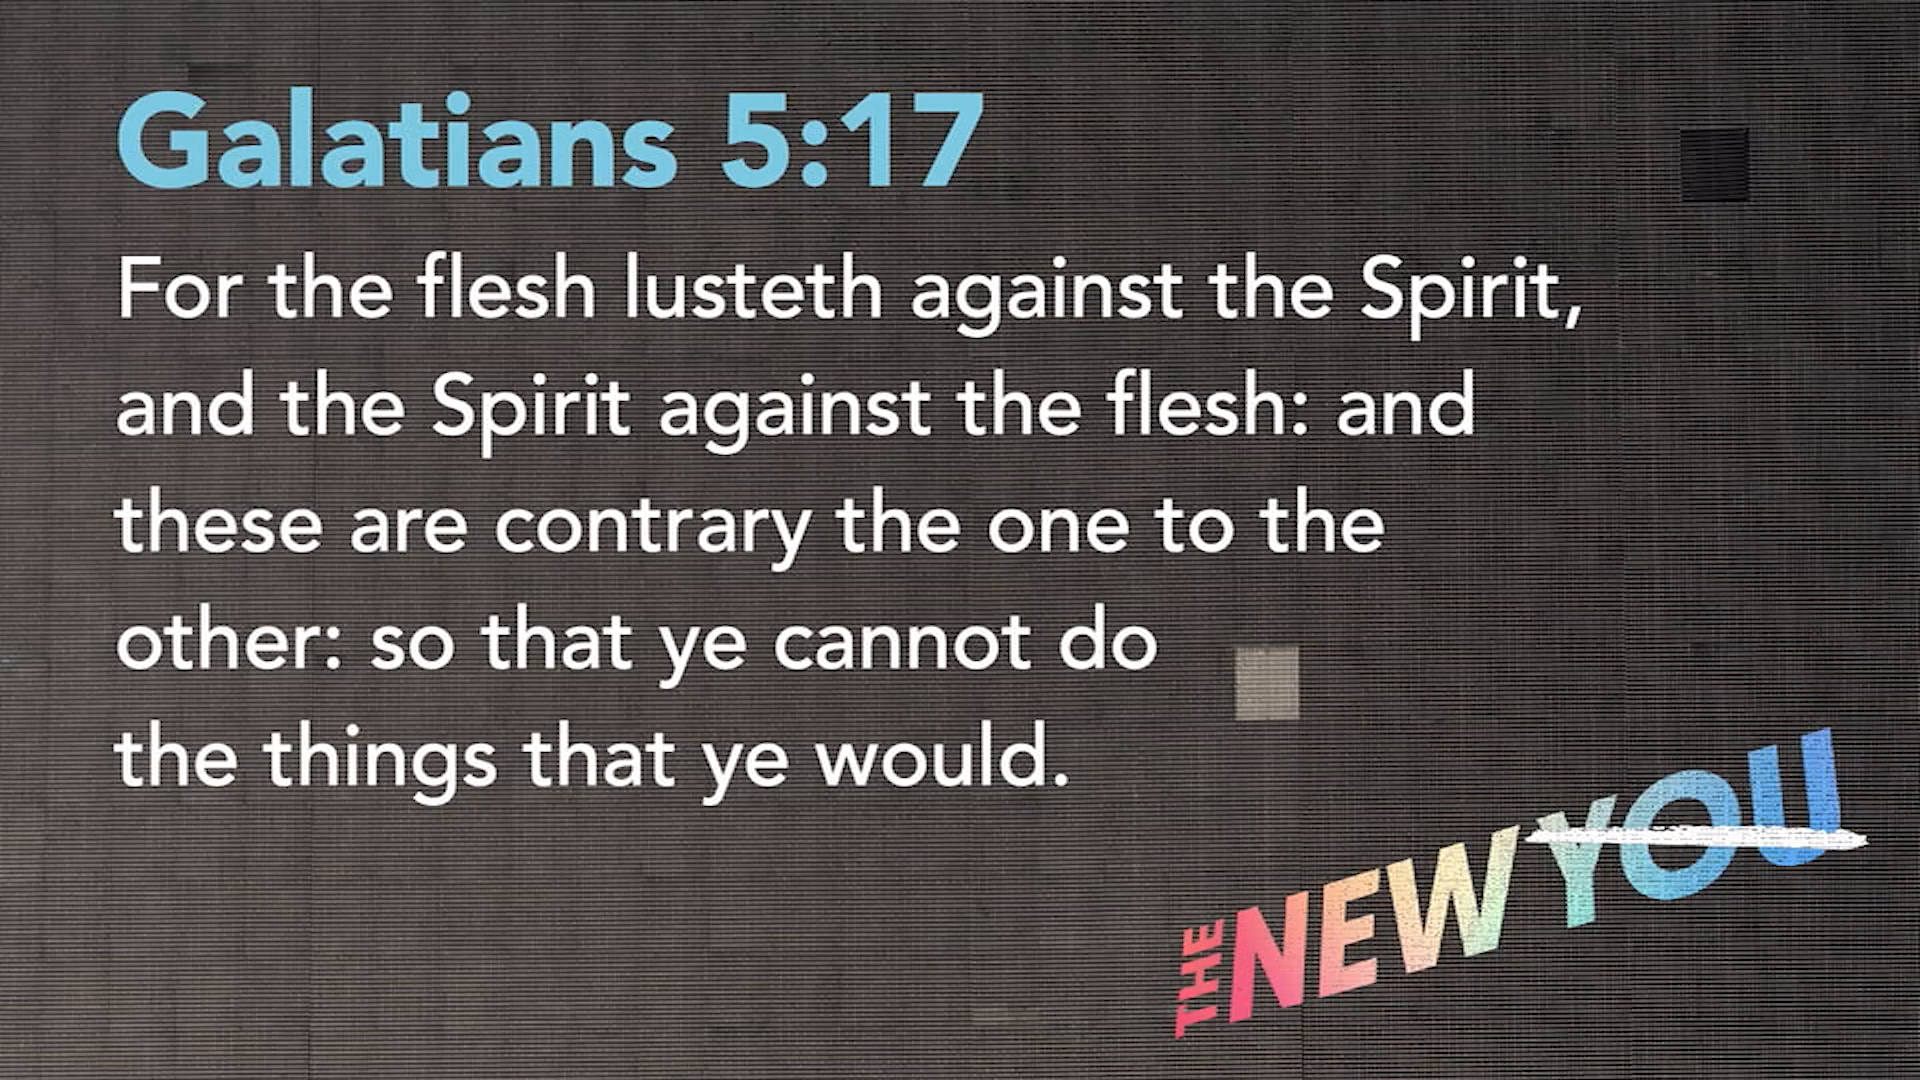 Galatians 5:17
For the flesh lusteth against the Spirit,
and the Spirit against the flesh: and
these are contrary the one to the
other: so that ye cannot do
the things that ye would.
THE NEW YOU